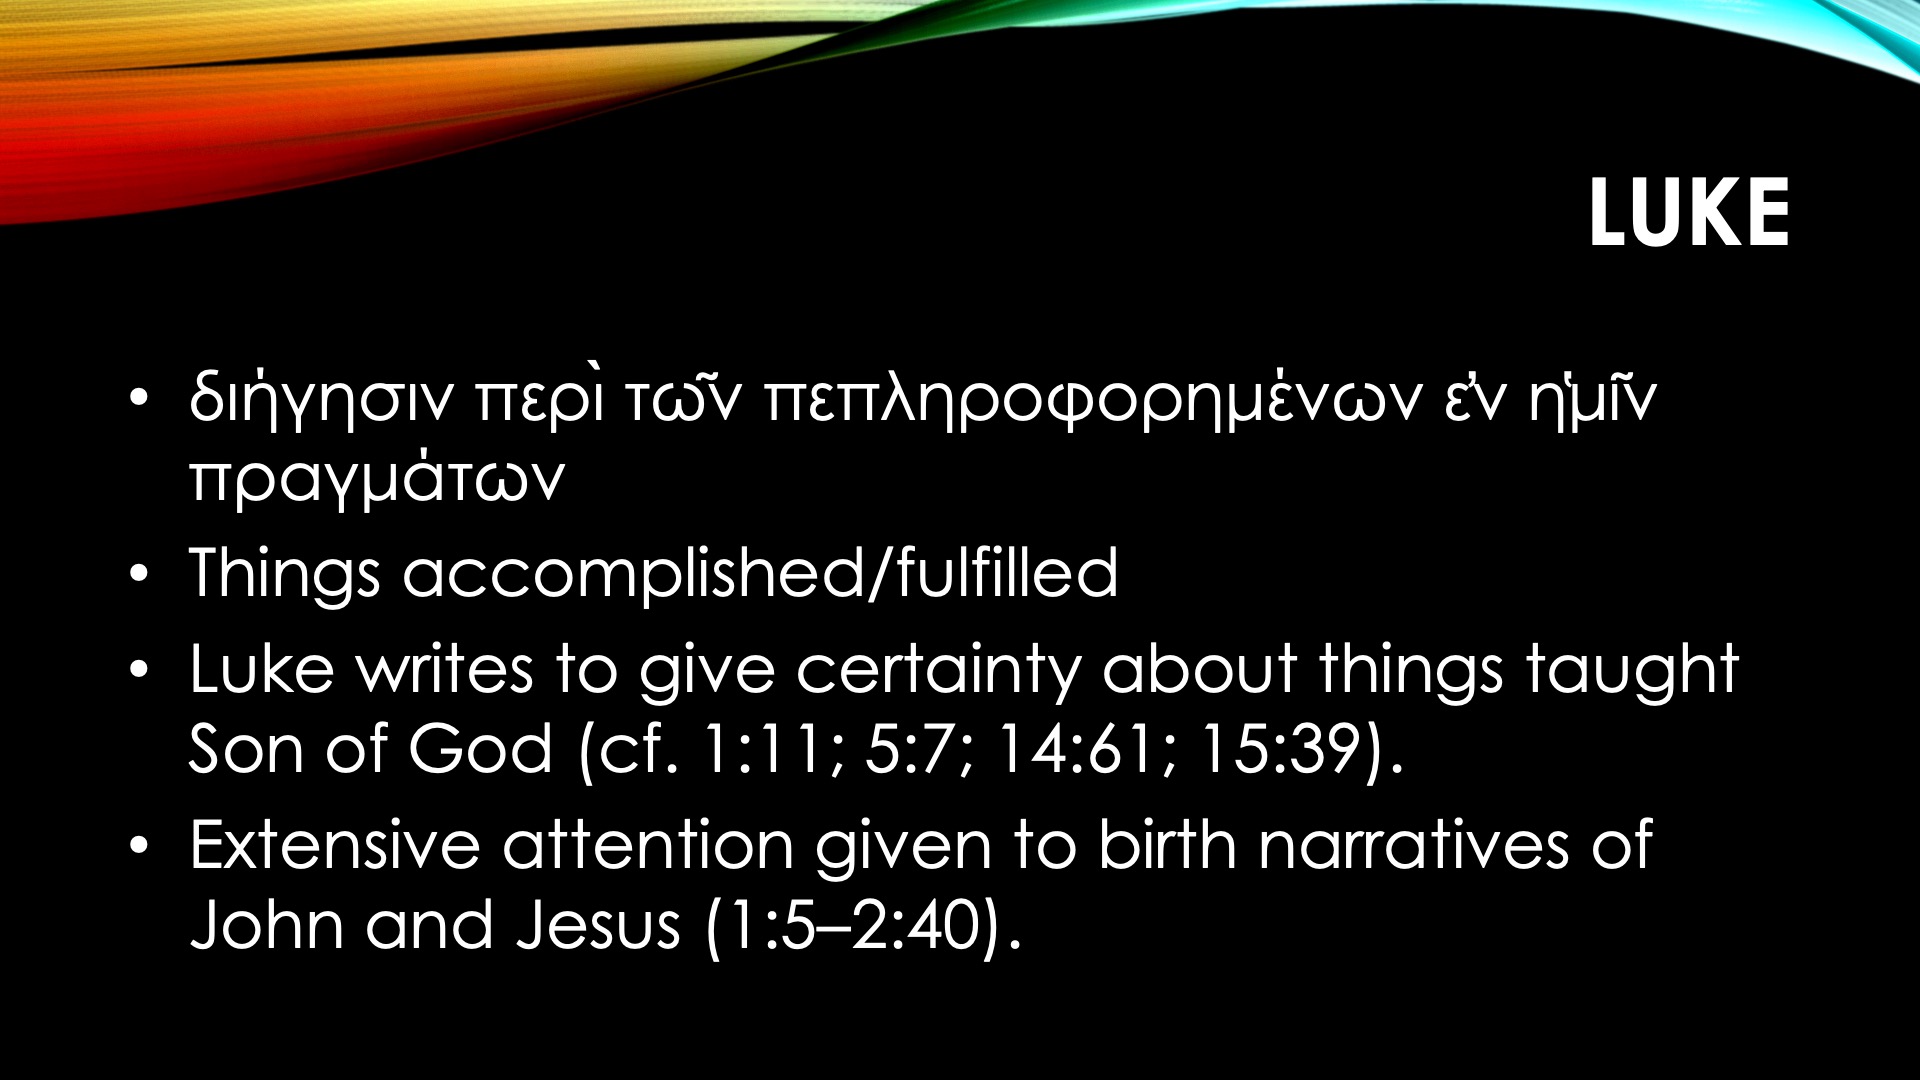 LUKE
• διήγησιν περὶ τῶν πεπληροφορημένων ἐν ἡμῖν
πραγμάτων
• Things accomplished/fulfilled
• Luke writes to give certainty about things taught
Son of God (cf. 1:11; 5:7; 14:61; 15:39).
• Extensive attention given to birth narratives of
John and Jesus (1:5–2:40).